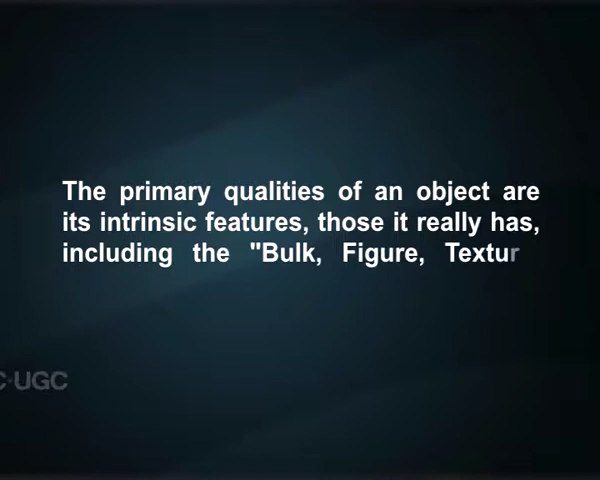 The primary qualities of an object are
its intrinsic features, those it really has,
including the "Bulk, Figure, Textur
C-UGC